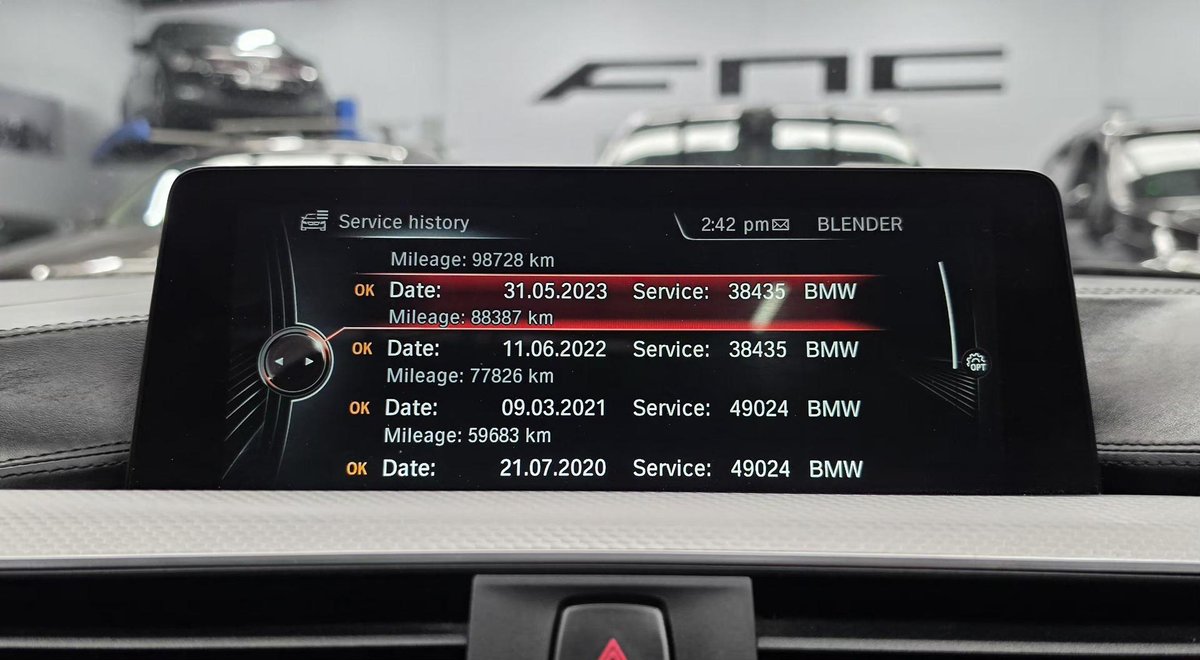 FNC
Service history 2:42 pm BLENDER
Mileage: 98728 km
OK Date: 31.05.2023 Service: 38435 BMW
Mileage: 88387 km
OK Date: 11.06.2022 Service: 38435 BMW
Mileage: 77826 km
OK Date: 09.03.2021 Service: 49024 BMW
Mileage: 59683 km
OK Date: 21.07.2020 Service: 49024 BMW
OPT